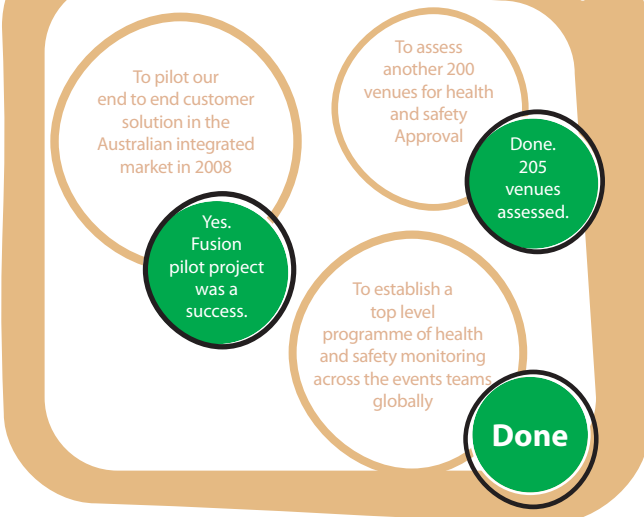 To pilot our
end to end customer
solution in the
Australian integrated
market in 2008
Yes.
Fusion
pilot project
was a
success.
To assess
another 200
venues for health
and safety
Approval
Done.
205
venues
assessed.
To establish a
top level
programme of health
and safety monitoring
across the events teams
globally
Done